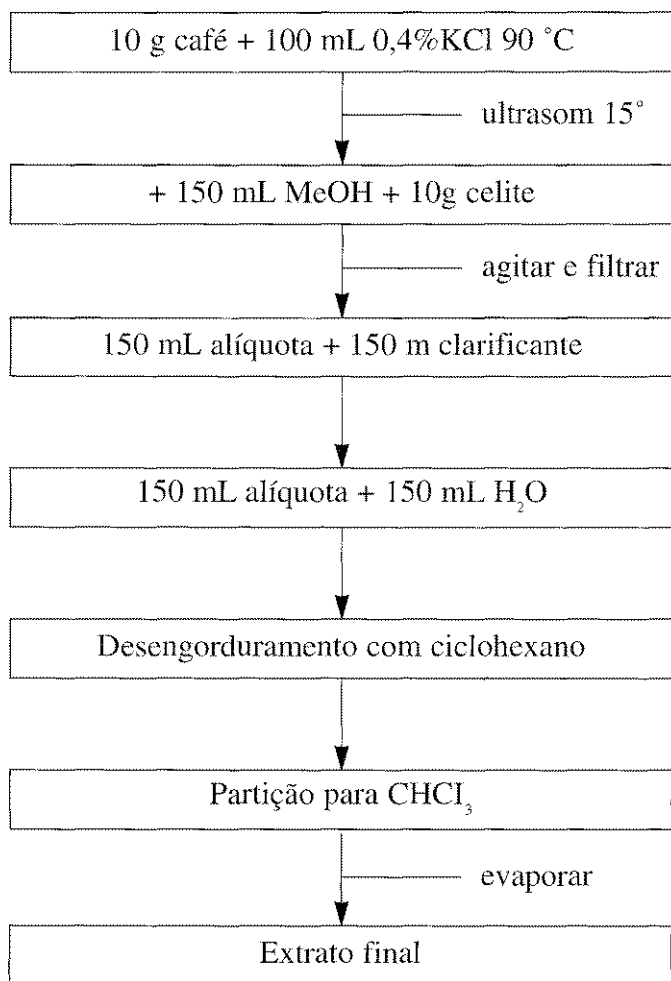 10 g café + 100 mL 0,4%KCl 90 °C
ultrasom 15°
+ 150 mL MeOH + 10g celite
agitar e filtrar
150 mL alíquota + 150 m clarificante
150 mL alíquota + 150 mL H₂O
Desengorduramento com ciclohexano
Partição para CHCI₃
evaporar
Extrato final